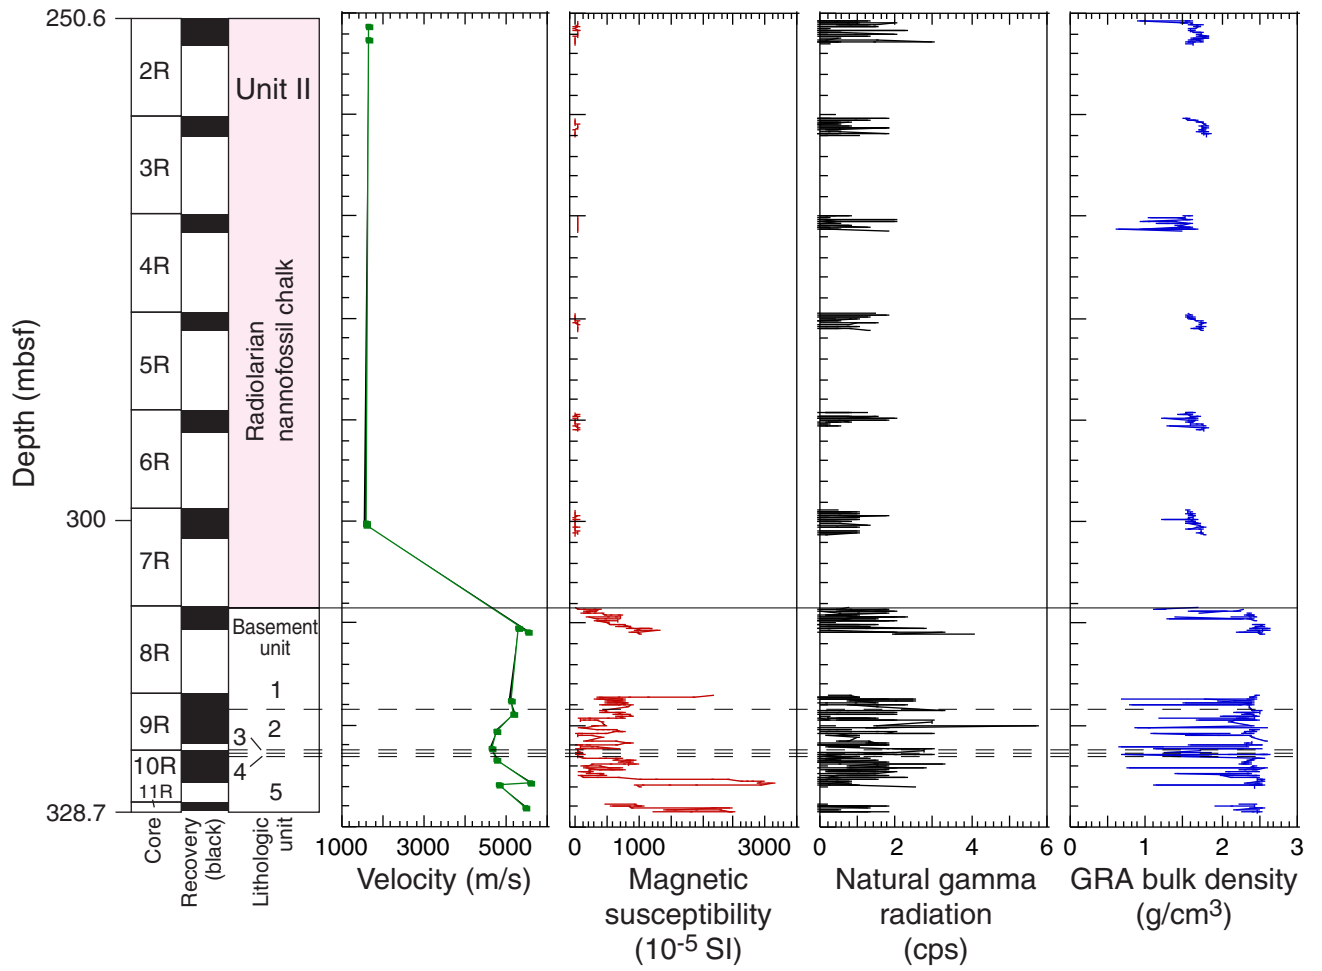 250.6
300
328.7
Depth (mbsf)
2R
3R
4R
5R
6R
7R
8R
9R
10R
11R
Core
Recovery
(black)
Lithologic
unit
Unit II
Radiolarian
nannofossil chalk
Basement
unit
1
2
3
4
5
1000 3000 5000
Velocity (m/s)
0 1000 3000
Magnetic
susceptibility
(10-5 SI)
0 2 4 6
Natural gamma
radiation
(cps)
0 1 2 3
GRA bulk density
(g/cm3)